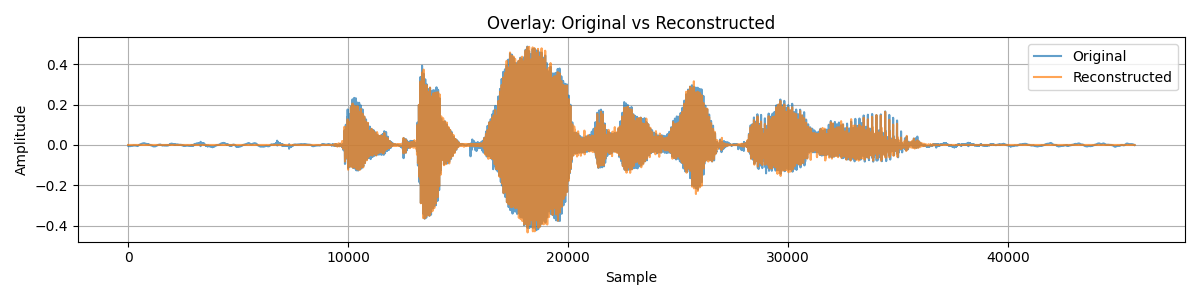 Overlay: Original vs Reconstructed
Original
Reconstructed
Amplitude
0.4
0.2
0.0
−0.2
−0.4
0
10000
20000
30000
40000
Sample